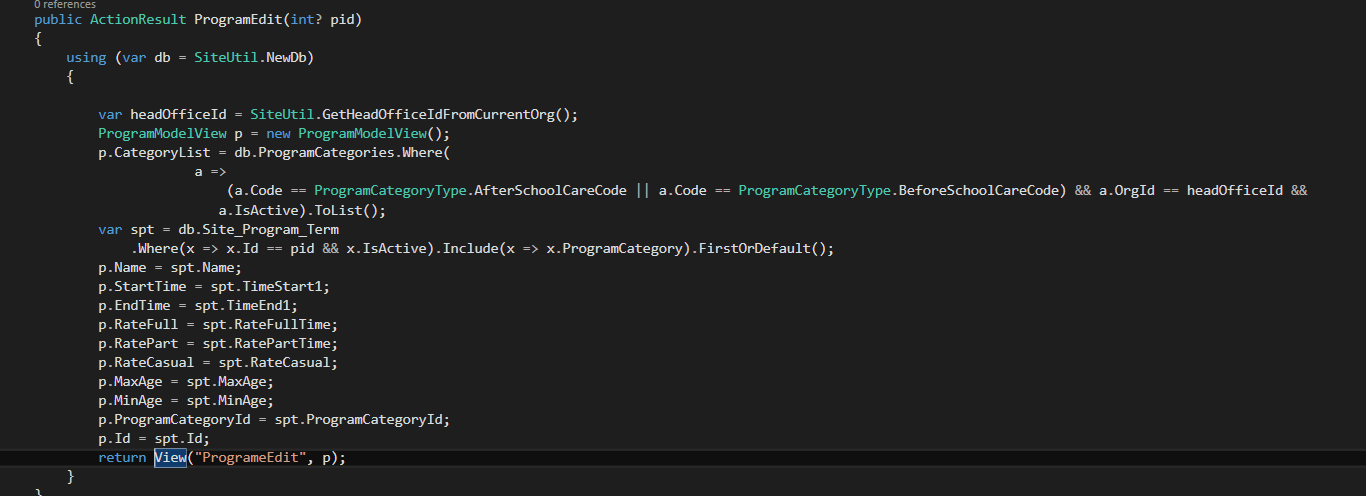 0 references
public ActionResult ProgramEdit(int? pid)
{
using (var db = SiteUtil.NewDb)
{
var headOfficeId = SiteUtil.GetHeadOfficeIdFromCurrentOrg();
ProgramModelView p = new ProgramModelView();
p.CategoryList = db.ProgramCategories.Where(
a =>
(a.Code == ProgramCategoryType.AfterSchoolCareCode || a.Code == ProgramCategoryType.BeforeSchoolCareCode) && a.OrgId == headOfficeId &&
a.IsActive).ToList();
var spt = db.Site_Program_Term
.Where(x => x.Id == pid && x.IsActive).Include(x => x.ProgramCategory).FirstOrDefault();
p.Name = spt.Name;
p.StartTime = spt.TimeStart1;
p.EndTime = spt.TimeEnd1;
p.RateFull = spt.RateFullTime;
p.RatePart = spt.RatePartTime;
p.RateCasual = spt.RateCasual;
p.MaxAge = spt.MaxAge;
p.MinAge = spt.MinAge;
p.ProgramCategoryId = spt.ProgramCategoryId;
p.Id = spt.Id;
return View("ProgrameEdit", p);
}
}